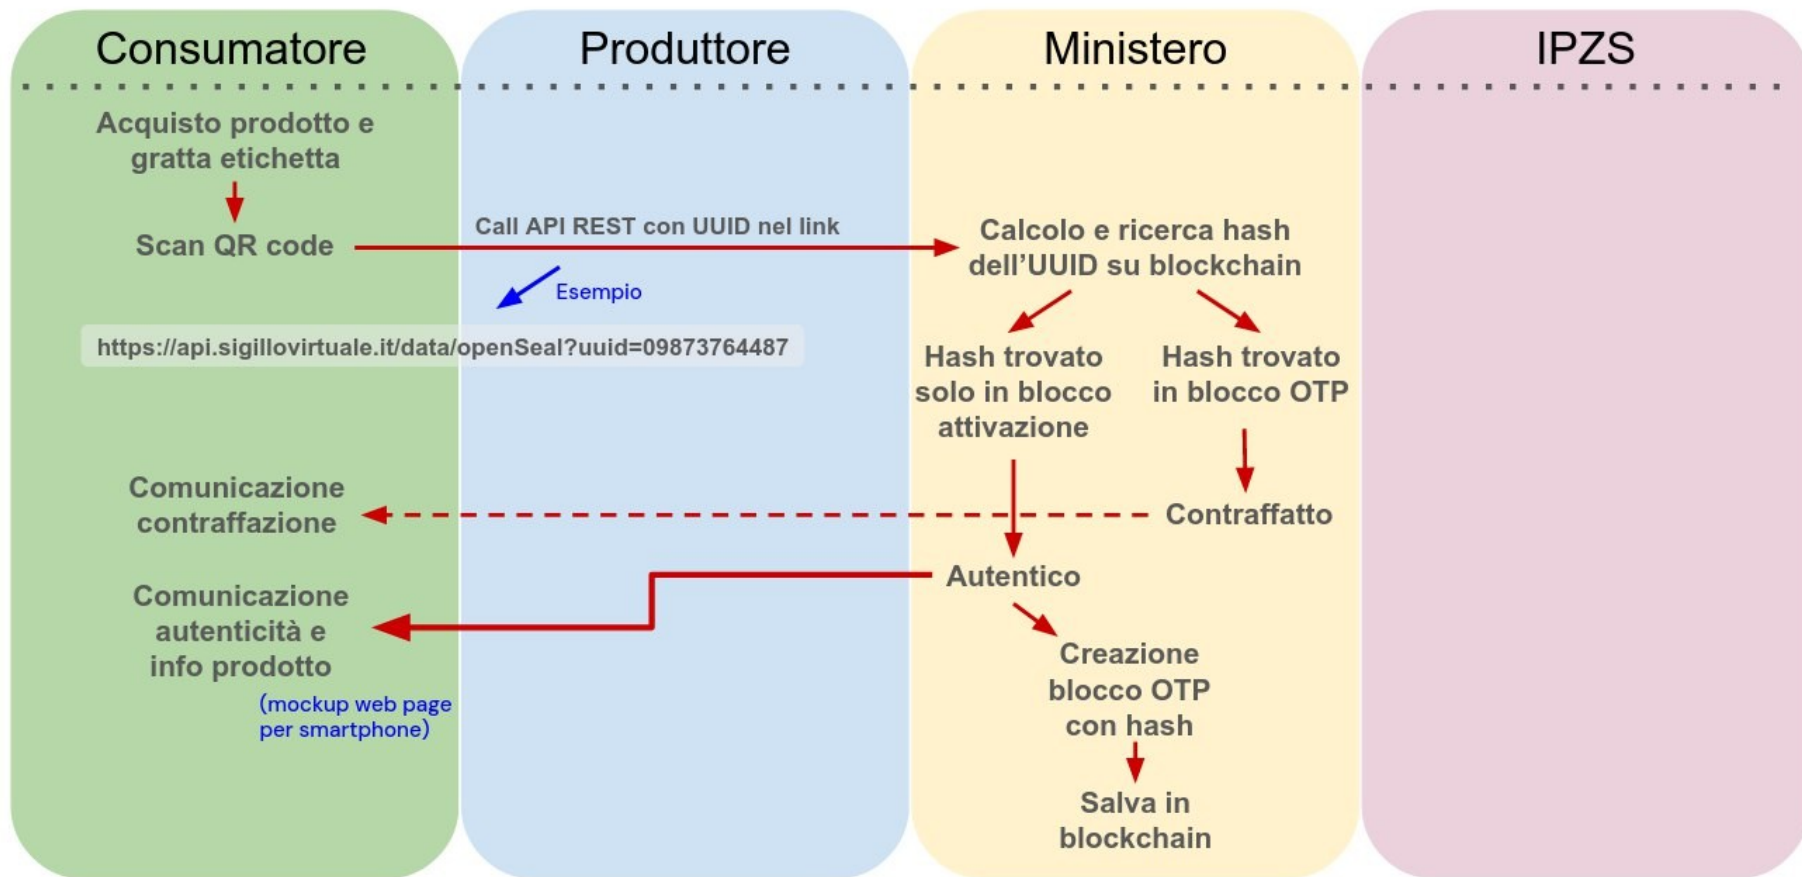 Consumatore
Produttore
Ministero
IPZS
Acquisto prodotto e
gratta etichetta
Scan QR code
Call API REST con UUID nel link
Esempio
https://api.sigillovirtuale.it/data/openSeal?uuid=09873764487
Calcolo e ricerca hash
dell'UUID su blockchain
Hash trovato
solo in blocco
attivazione
Hash trovato
in blocco OTP
Contraffatto
Comunicazione
contraffazione
Autentico
Comunicazione
autenticità e
info prodotto
(mockup web page
per smartphone)
Creazione
blocco OTP
con hash
Salva in
blockchain